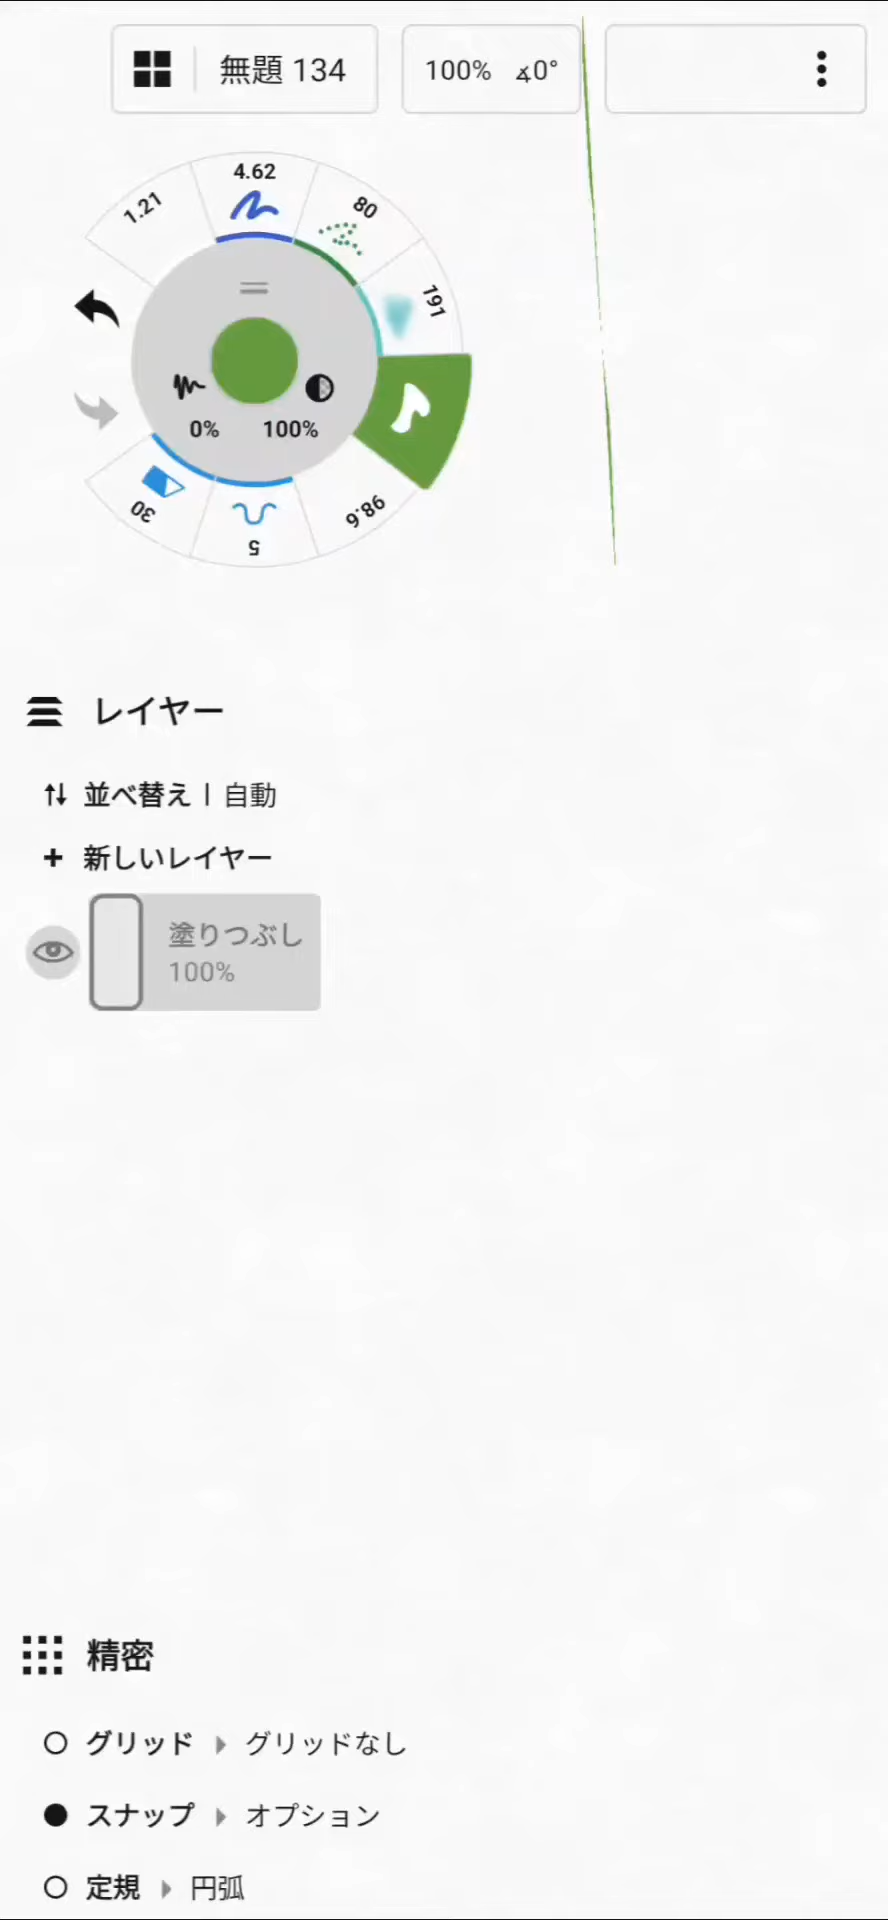 無題 134
100% ∡0°
1.21
4.62
80
191
98.6
5
30
0%
100%
レイヤー
並べ替え | 自動
+ 新しいレイヤー
塗りつぶし
100%
精密
グリッド ▸ グリッドなし
スナップ ▸ オプション
定規 ▸ 円弧